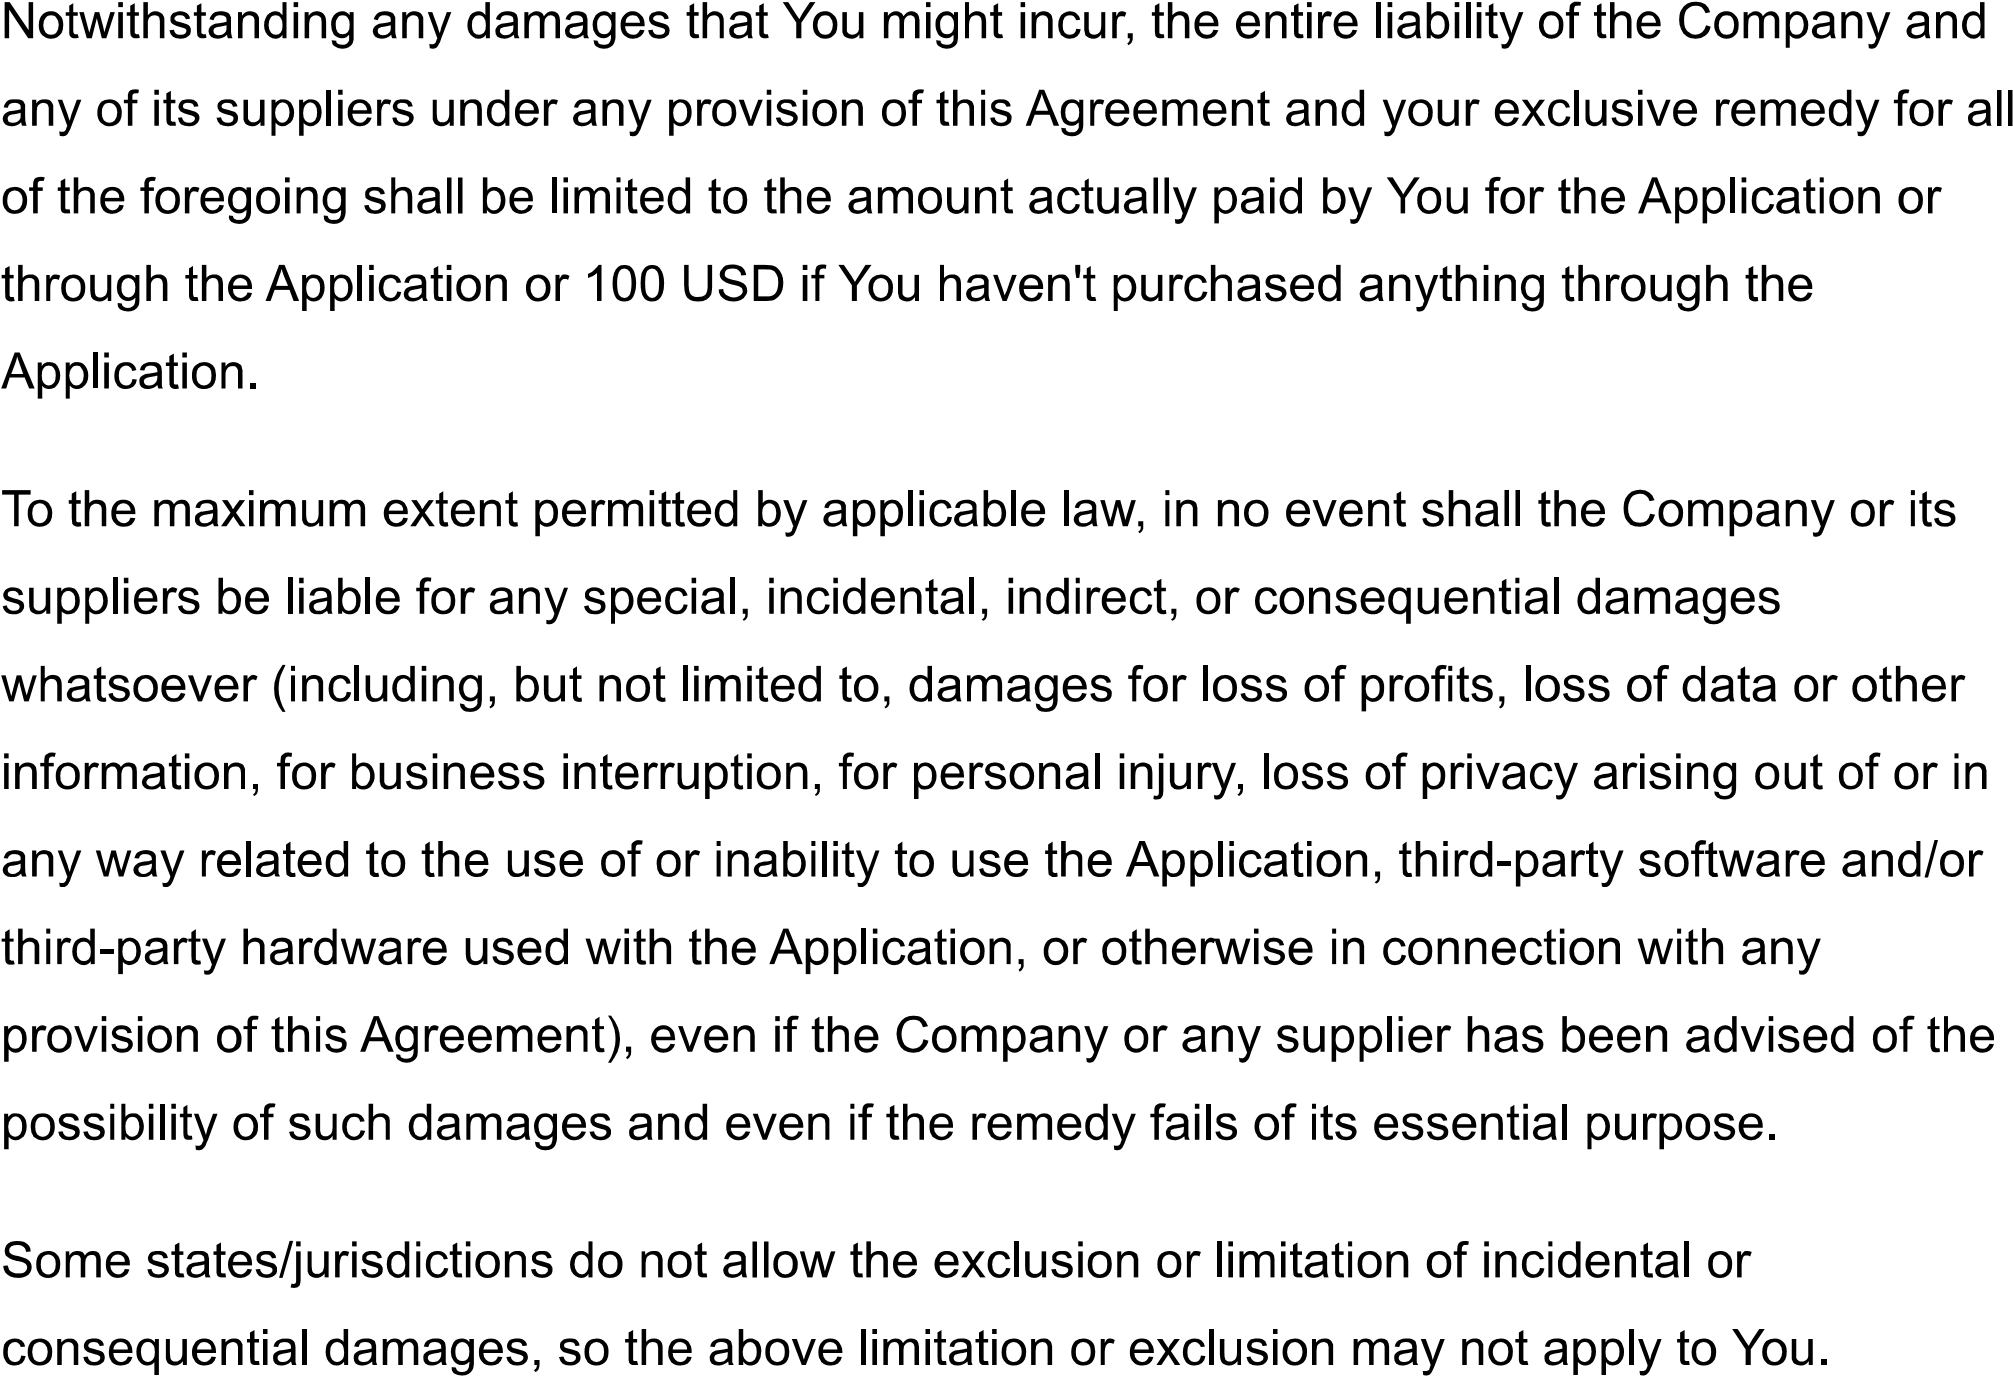 Notwithstanding any damages that You might incur, the entire liability of the Company and
any of its suppliers under any provision of this Agreement and your exclusive remedy for all
of the foregoing shall be limited to the amount actually paid by You for the Application or
through the Application or 100 USD if You haven't purchased anything through the
Application.
To the maximum extent permitted by applicable law, in no event shall the Company or its
suppliers be liable for any special, incidental, indirect, or consequential damages
whatsoever (including, but not limited to, damages for loss of profits, loss of data or other
information, for business interruption, for personal injury, loss of privacy arising out of or in
any way related to the use of or inability to use the Application, third-party software and/or
third-party hardware used with the Application, or otherwise in connection with any
provision of this Agreement), even if the Company or any supplier has been advised of the
possibility of such damages and even if the remedy fails of its essential purpose.
Some states/jurisdictions do not allow the exclusion or limitation of incidental or
consequential damages, so the above limitation or exclusion may not apply to You.